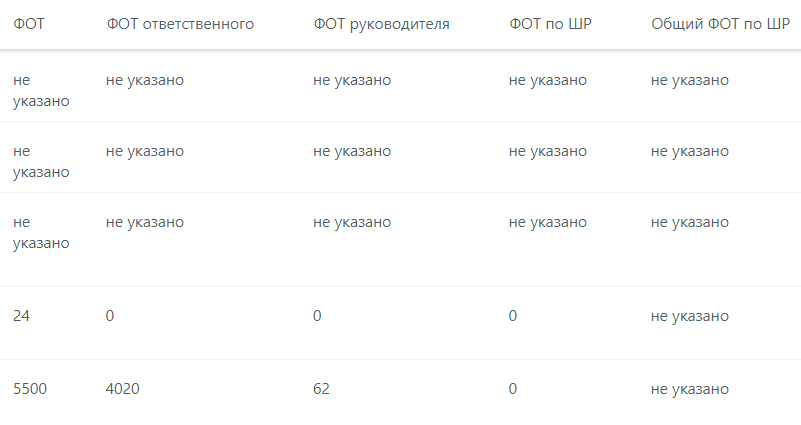 ФОТ ФОТ ответственного ФОТ руководителя ФОТ по ШР Общий ФОТ по ШР
не указано не указано не указано не указано не указано
не указано не указано не указано не указано не указано
не указано не указано не указано не указано не указано
24 0 0 0 не указано
5500 4020 62 0 не указано